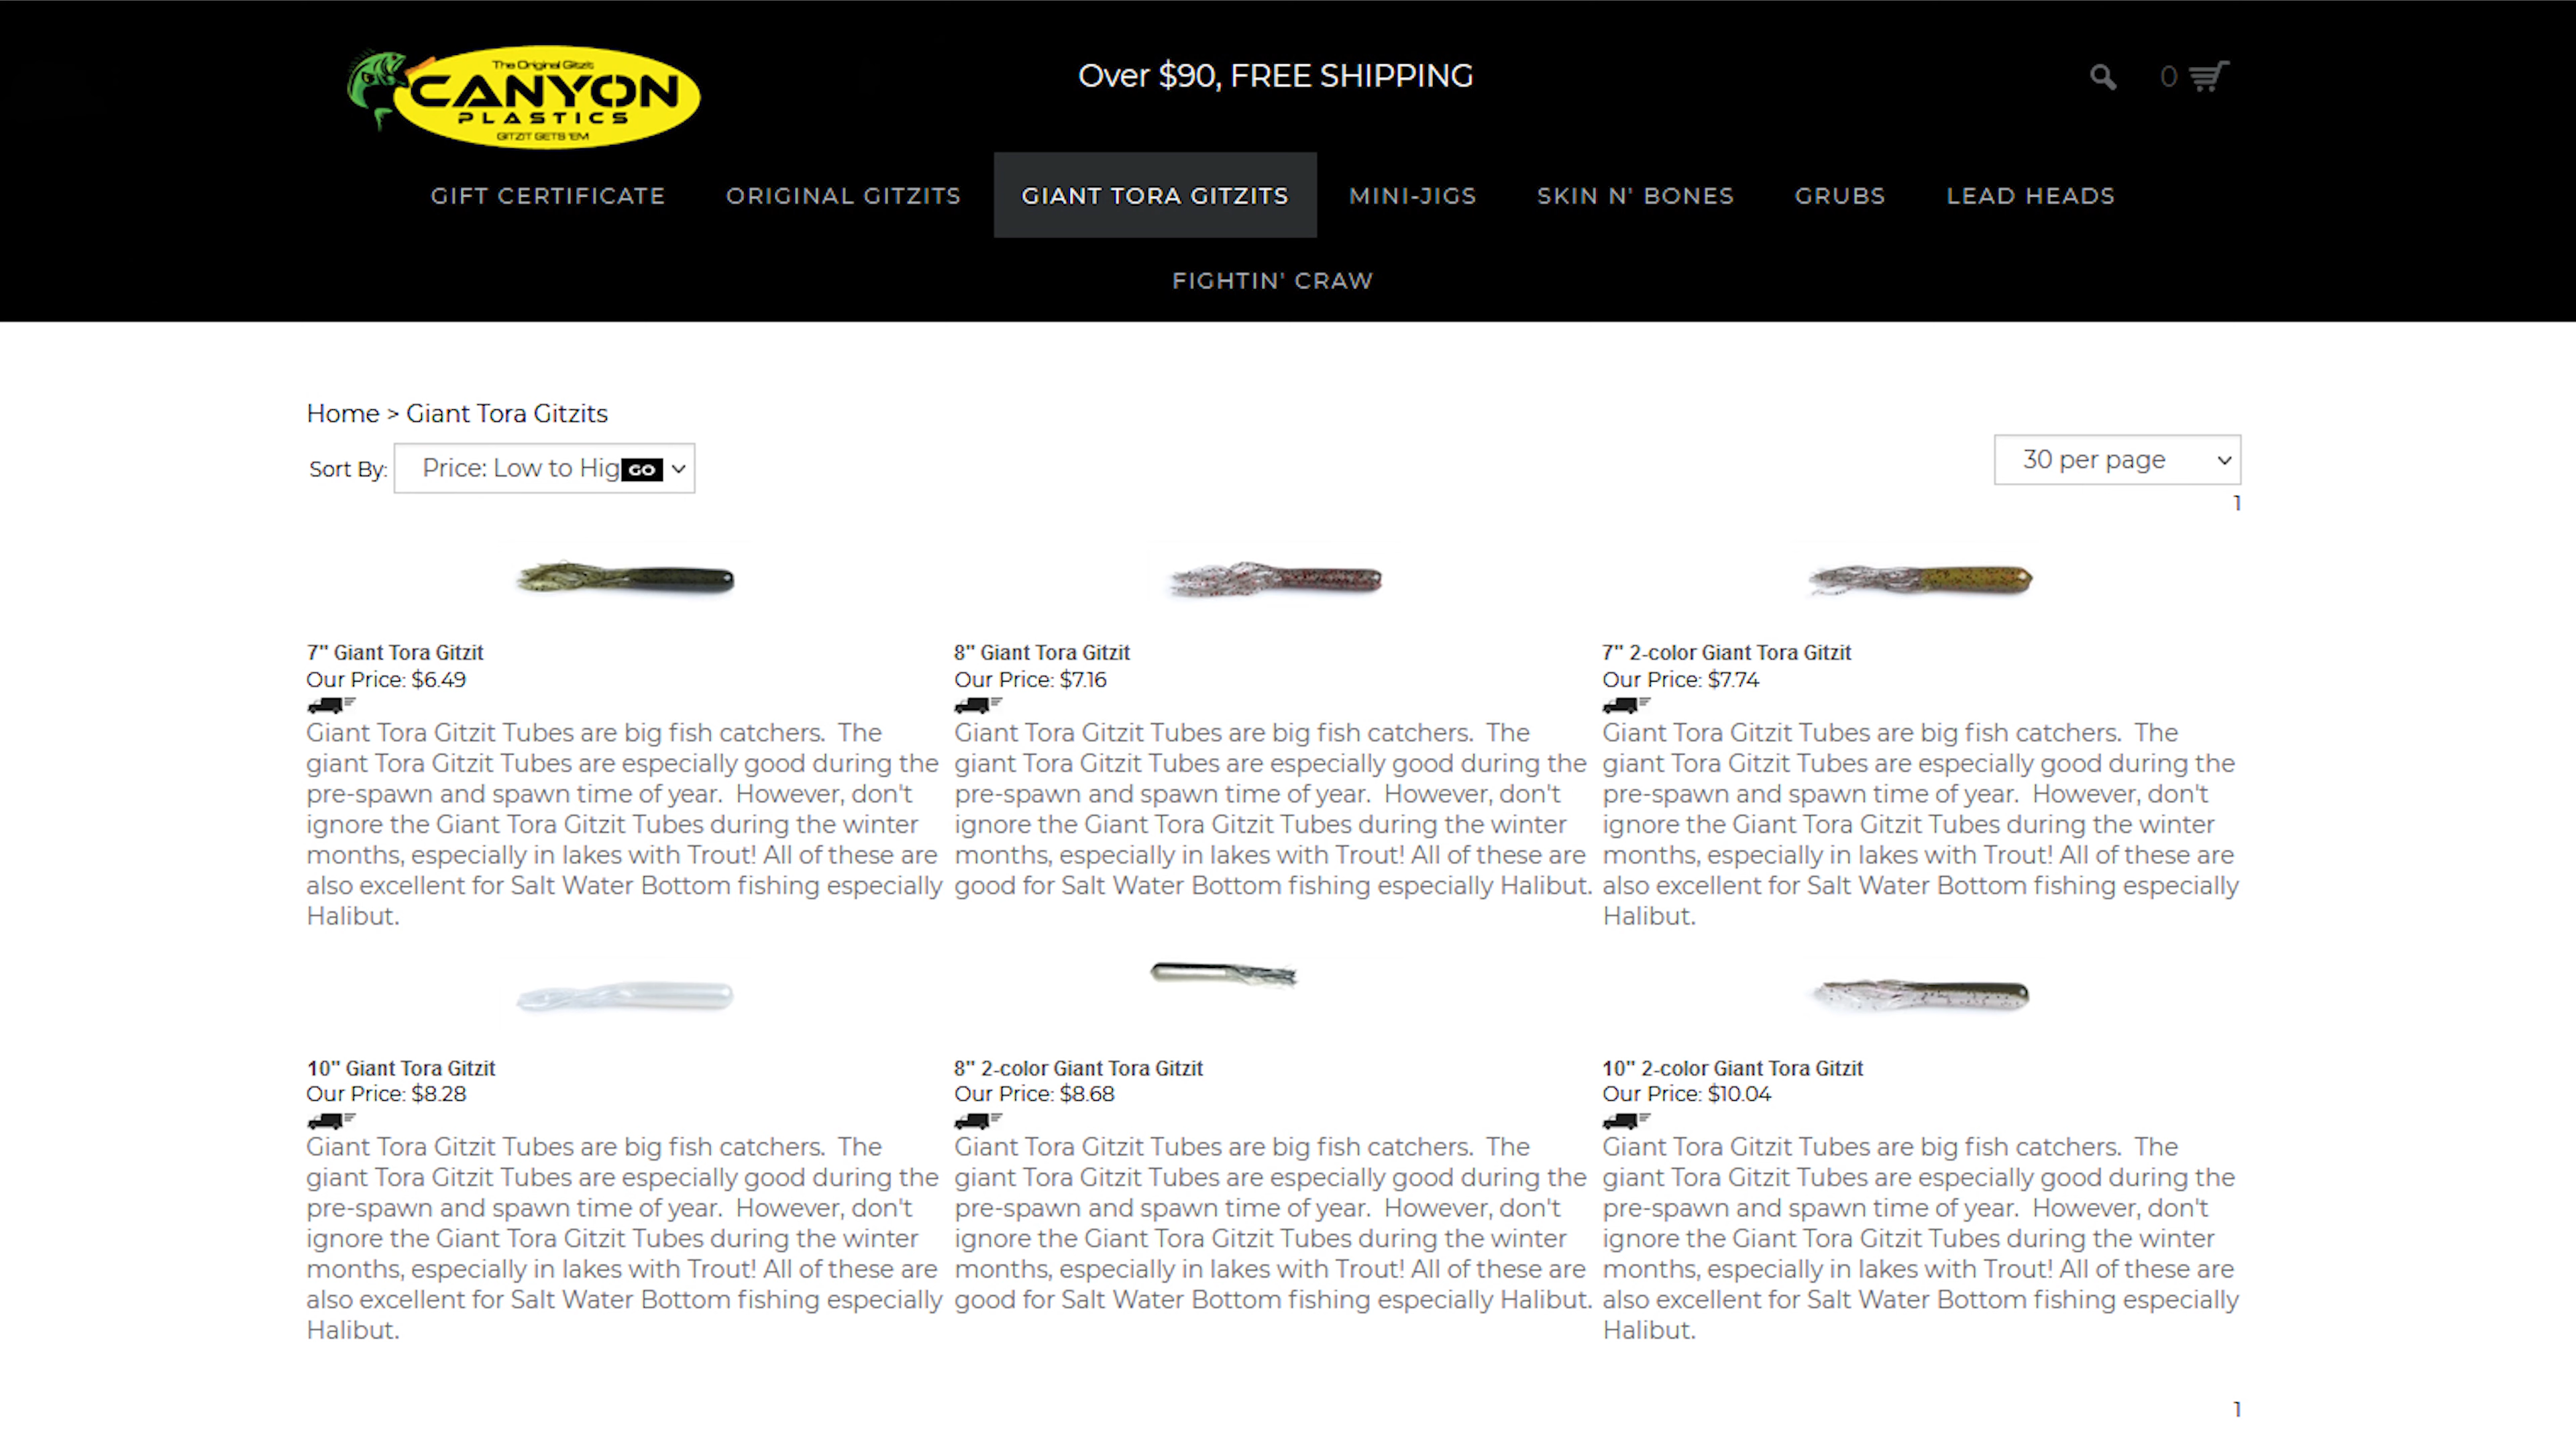 The Original Gitzit
CANYON
PLASTICS
GITZIT GETS 'EM
Over $90, FREE SHIPPING
0
GIFT CERTIFICATE
ORIGINAL GITZITS
GIANT TORA GITZITS
MINI-JIGS
SKIN N' BONES
GRUBS
LEAD HEADS
FIGHTIN' CRAW
Home > Giant Tora Gitzits
Sort By: Price: Low to Hig GO
30 per page
1
7" Giant Tora Gitzit
Our Price: $6.49
Giant Tora Gitzit Tubes are big fish catchers. The
giant Tora Gitzit Tubes are especially good during the
pre-spawn and spawn time of year. However, don't
ignore the Giant Tora Gitzit Tubes during the winter
months, especially in lakes with Trout! All of these are
also excellent for Salt Water Bottom fishing especially
Halibut.
8" Giant Tora Gitzit
Our Price: $7.16
Giant Tora Gitzit Tubes are big fish catchers. The
giant Tora Gitzit Tubes are especially good during the
pre-spawn and spawn time of year. However, don't
ignore the Giant Tora Gitzit Tubes during the winter
months, especially in lakes with Trout! All of these are
good for Salt Water Bottom fishing especially Halibut.
7" 2-color Giant Tora Gitzit
Our Price: $7.74
Giant Tora Gitzit Tubes are big fish catchers. The
giant Tora Gitzit Tubes are especially good during the
pre-spawn and spawn time of year. However, don't
ignore the Giant Tora Gitzit Tubes during the winter
months, especially in lakes with Trout! All of these are
also excellent for Salt Water Bottom fishing especially
Halibut.
10" Giant Tora Gitzit
Our Price: $8.28
Giant Tora Gitzit Tubes are big fish catchers. The
giant Tora Gitzit Tubes are especially good during the
pre-spawn and spawn time of year. However, don't
ignore the Giant Tora Gitzit Tubes during the winter
months, especially in lakes with Trout! All of these are
also excellent for Salt Water Bottom fishing especially
Halibut.
8" 2-color Giant Tora Gitzit
Our Price: $8.68
Giant Tora Gitzit Tubes are big fish catchers. The
giant Tora Gitzit Tubes are especially good during the
pre-spawn and spawn time of year. However, don't
ignore the Giant Tora Gitzit Tubes during the winter
months, especially in lakes with Trout! All of these are
good for Salt Water Bottom fishing especially Halibut.
10" 2-color Giant Tora Gitzit
Our Price: $10.04
Giant Tora Gitzit Tubes are big fish catchers. The
giant Tora Gitzit Tubes are especially good during the
pre-spawn and spawn time of year. However, don't
ignore the Giant Tora Gitzit Tubes during the winter
months, especially in lakes with Trout! All of these are
also excellent for Salt Water Bottom fishing especially
Halibut.
1